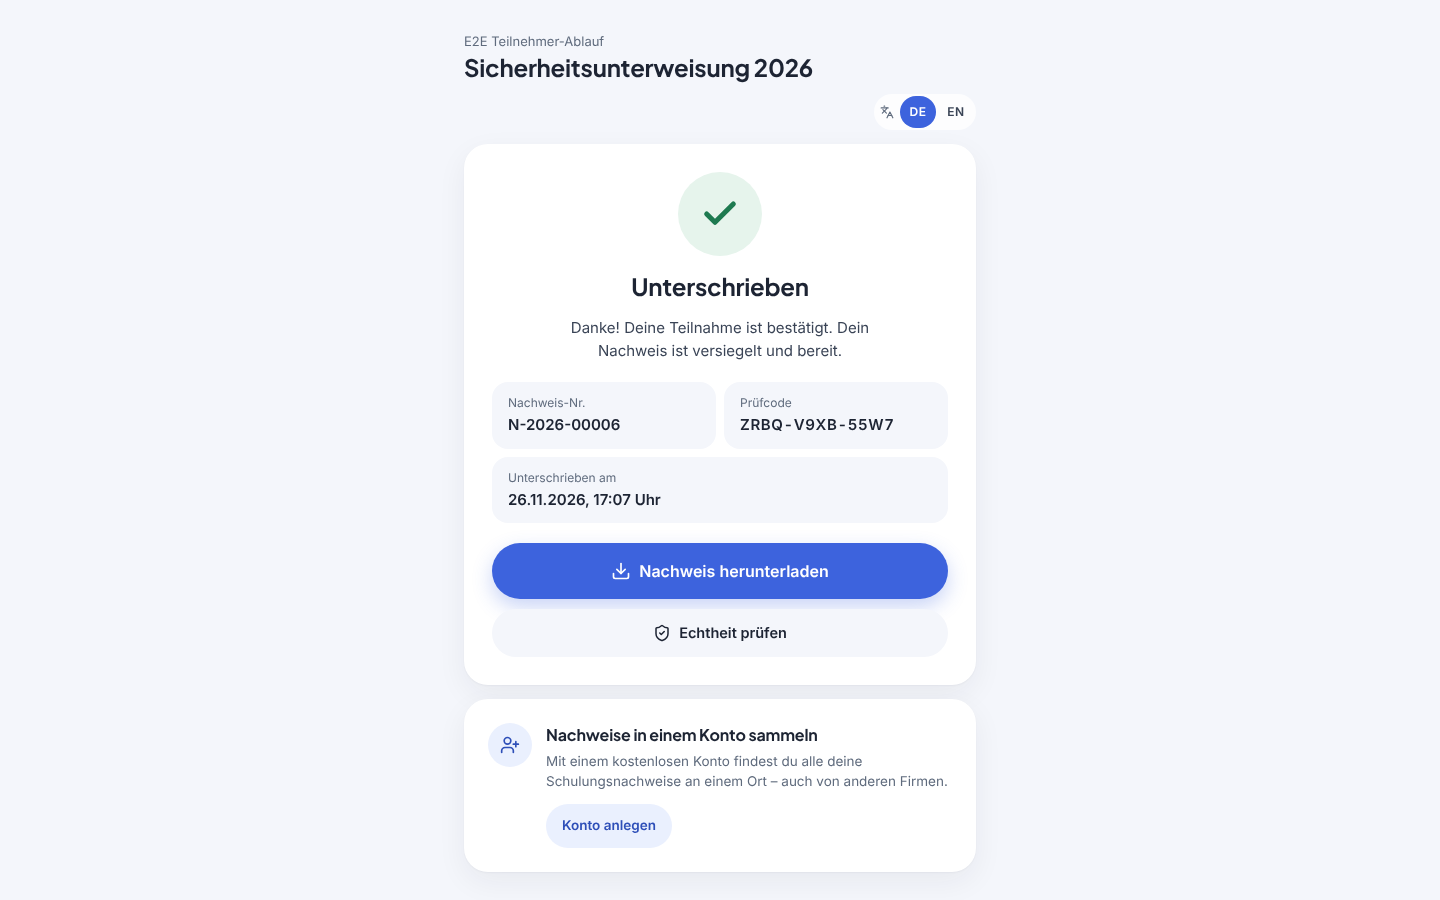 E2E Teilnehmer-Ablauf
Sicherheitsunterweisung 2026
DE EN
Unterschrieben
Danke! Deine Teilnahme ist bestätigt. Dein
Nachweis ist versiegelt und bereit.
Nachweis-Nr.
N-2026-00006
Prüfcode
ZRBQ-V9XB-55W7
Unterschrieben am
26.11.2026, 17:07 Uhr
Nachweis herunterladen
Echtheit prüfen
Nachweise in einem Konto sammeln
Mit einem kostenlosen Konto findest du alle deine
Schulungsnachweise an einem Ort – auch von anderen Firmen.
Konto anlegen